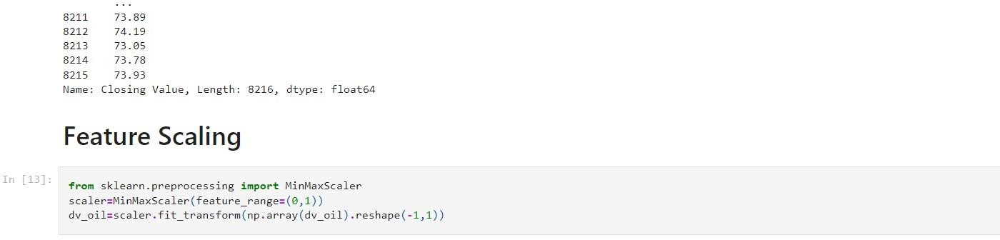 ...
8211    73.89
8212    74.19
8213    73.05
8214    73.78
8215    73.93
Name: Closing Value, Length: 8216, dtype: float64
Feature Scaling
In [13]:
from sklearn.preprocessing import MinMaxScaler
scaler=MinMaxScaler(feature_range=(0,1))
dv_oil=scaler.fit_transform(np.array(dv_oil).reshape(-1,1))